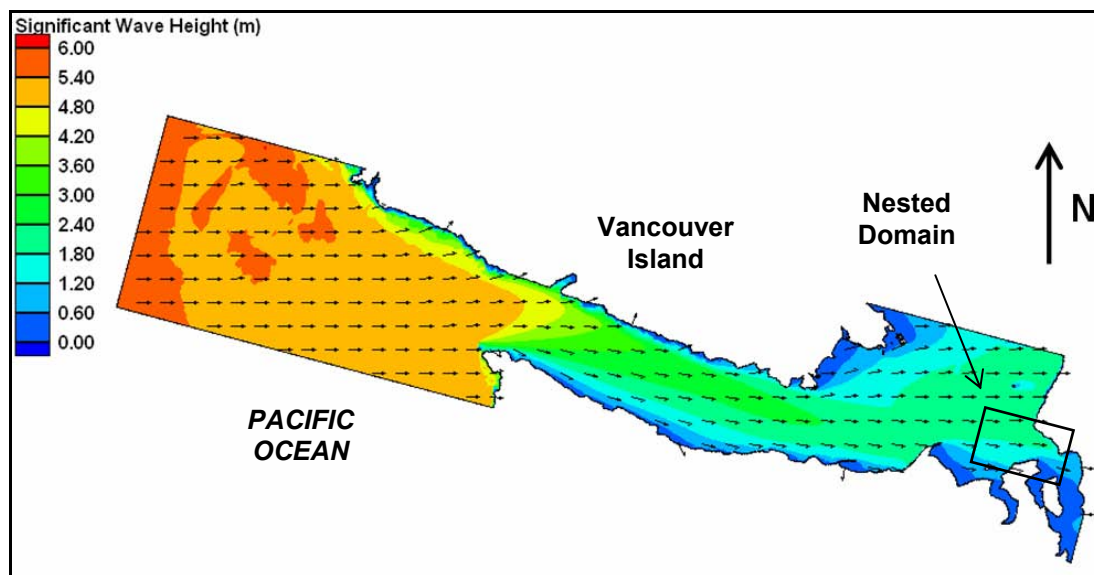 Significant Wave Height (m)
6.00
5.40
4.80
4.20
3.60
3.00
2.40
1.80
1.20
0.60
0.00
Vancouver
Island
Nested
Domain
N
PACIFIC
OCEAN